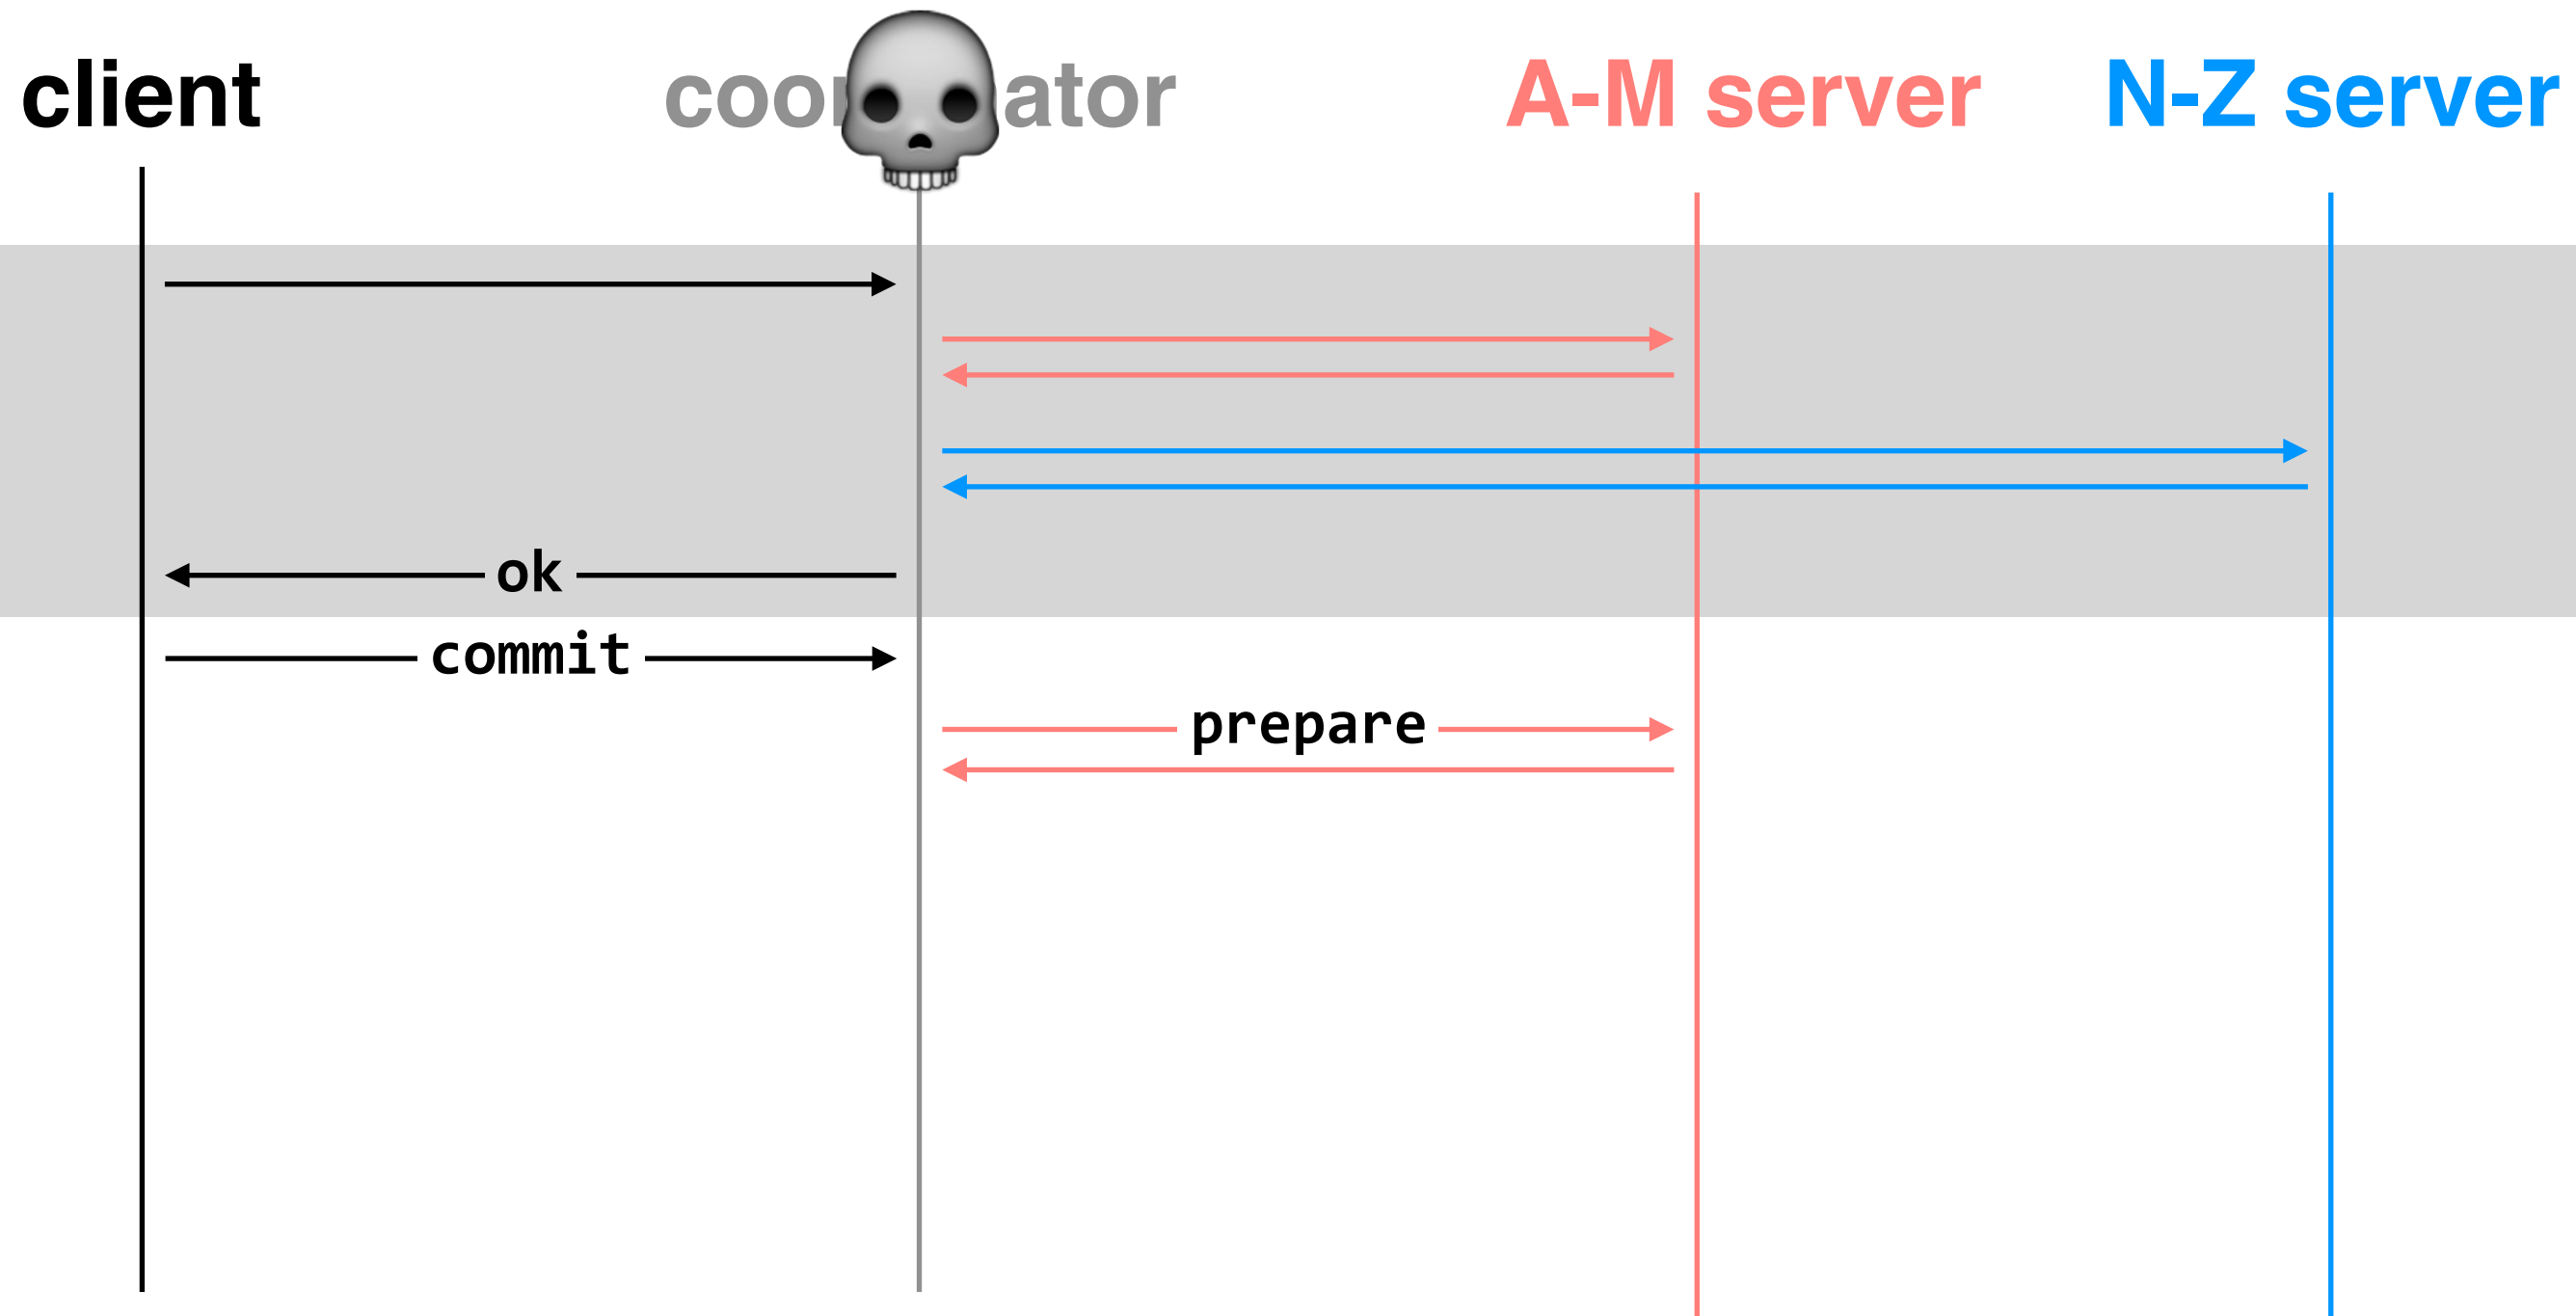 client
coor ator
A-M server
N-Z server
ok
commit
prepare